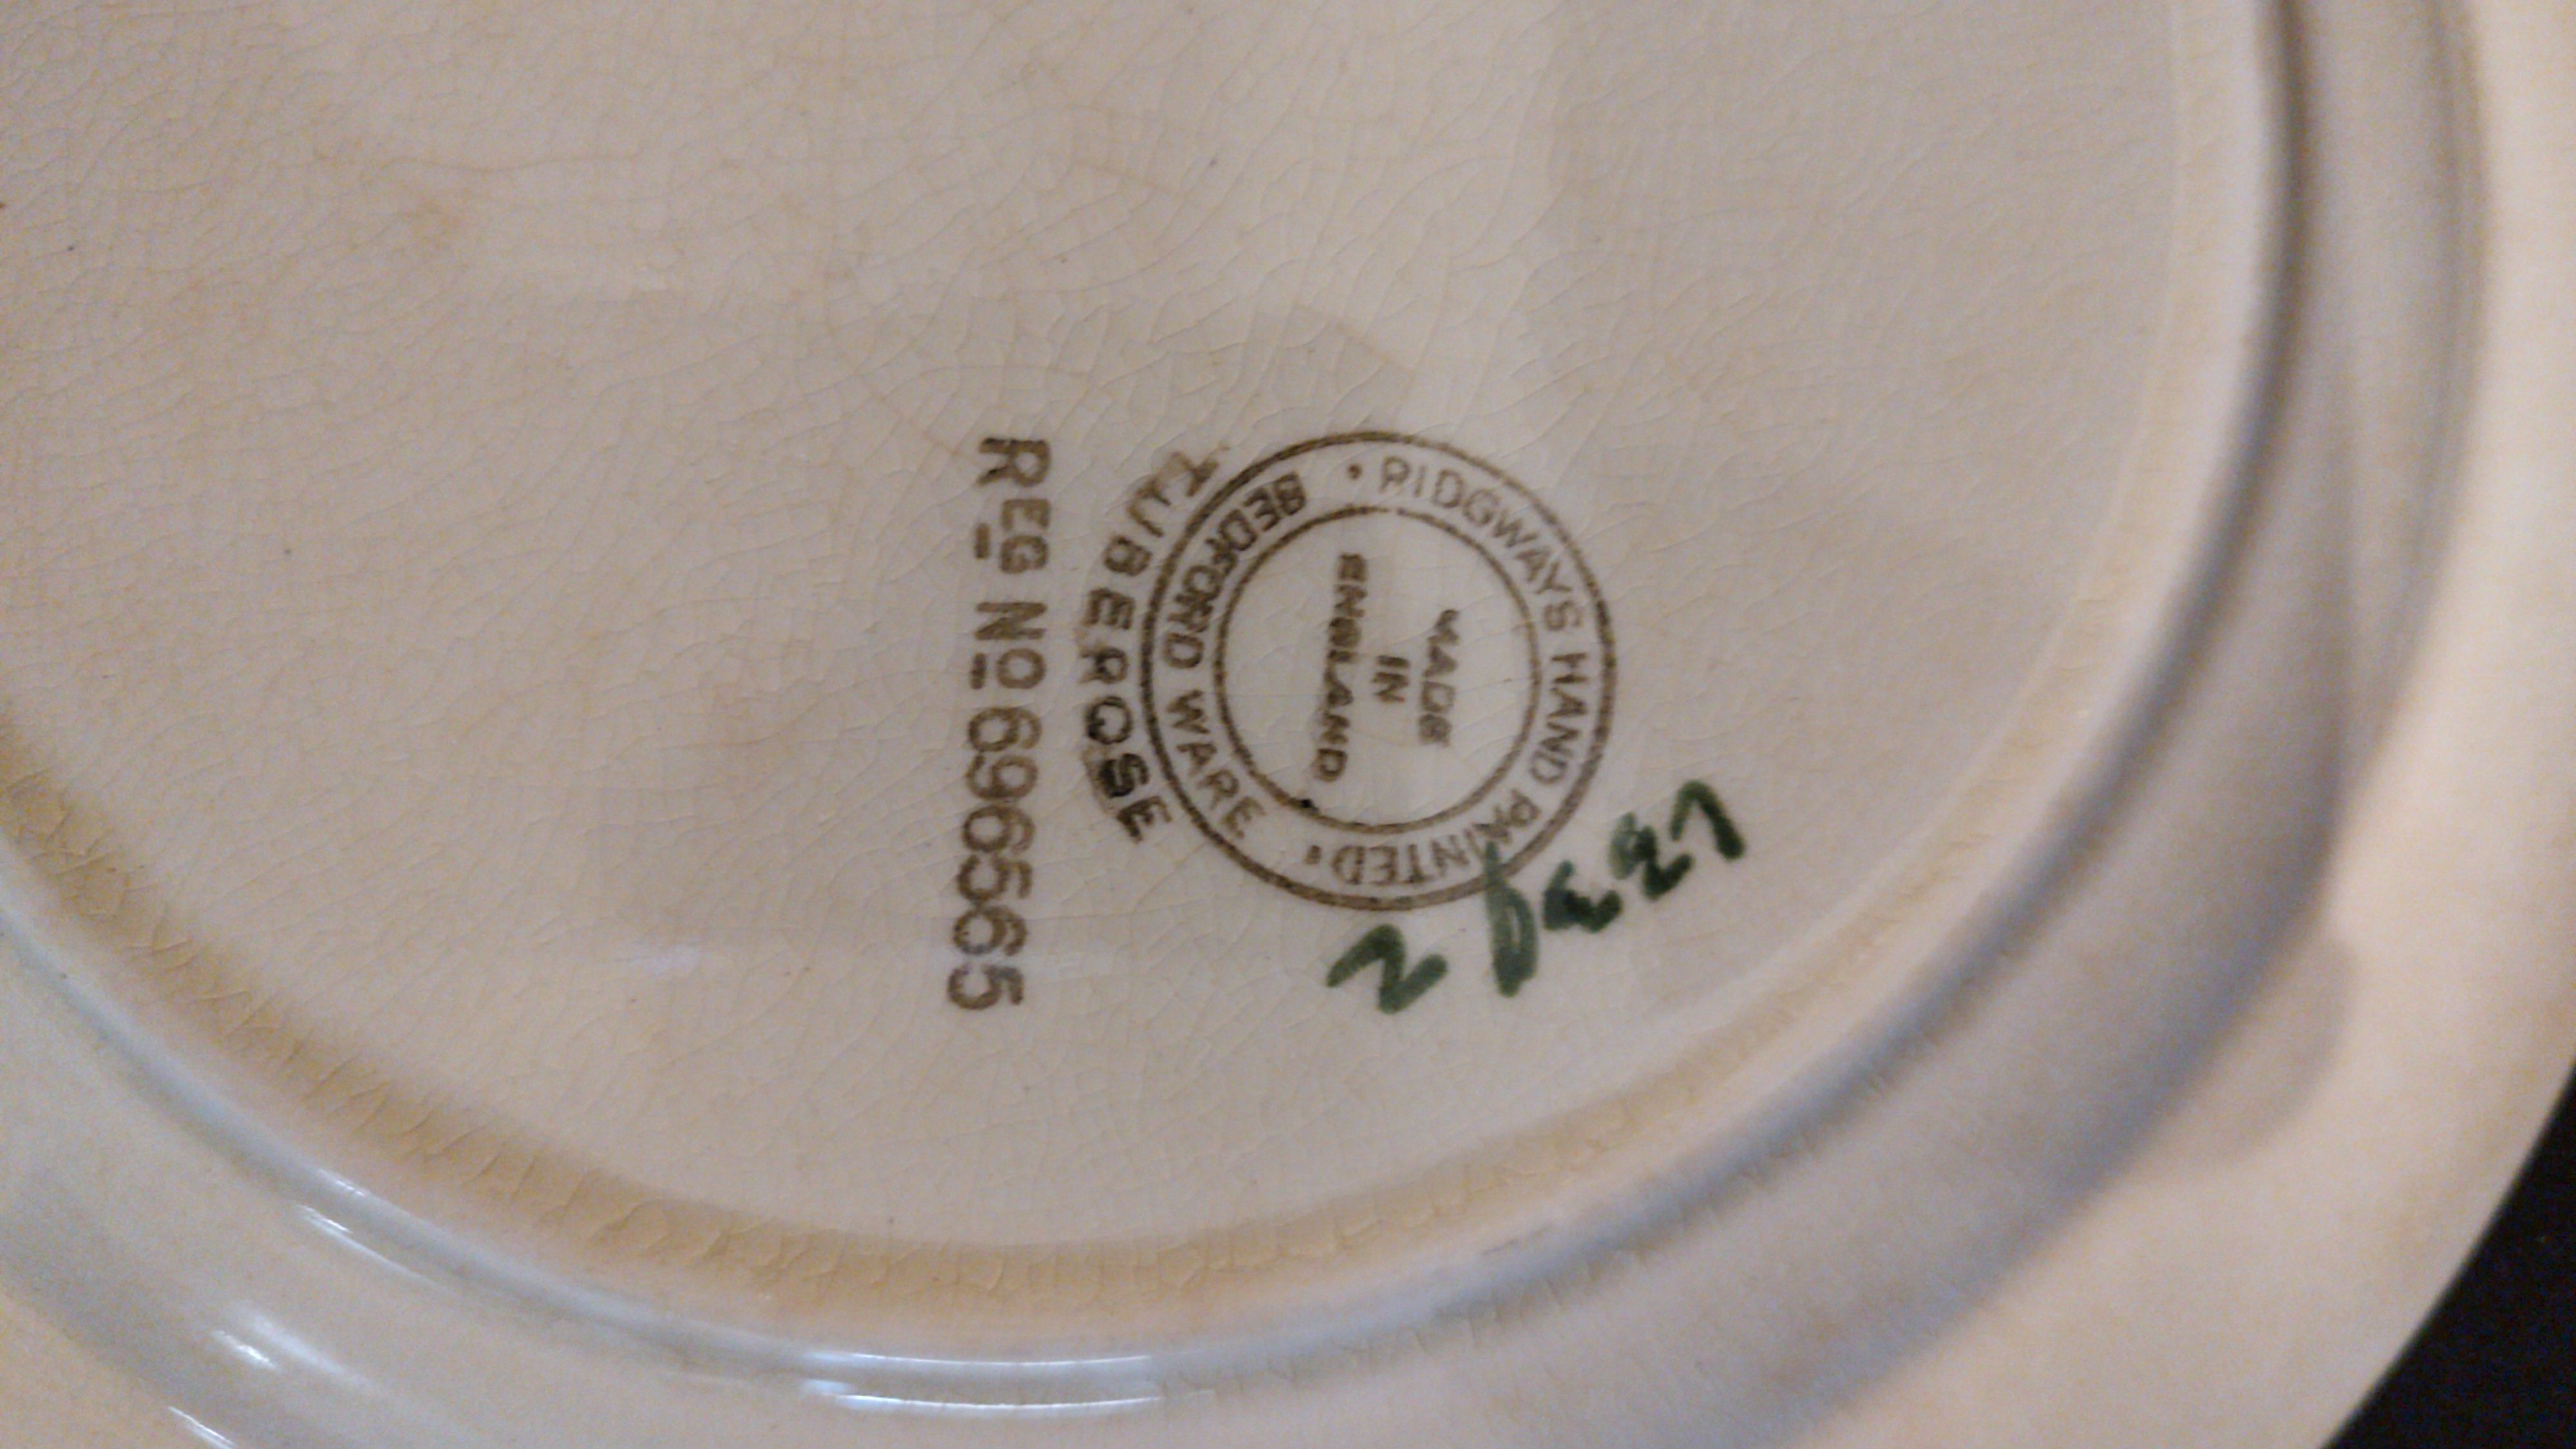 · RIDGWAYS HAND PAINTED ·
BEDFORD WARE
MADE
IN
ENGLAND
TUBEROSE
REG No 696565